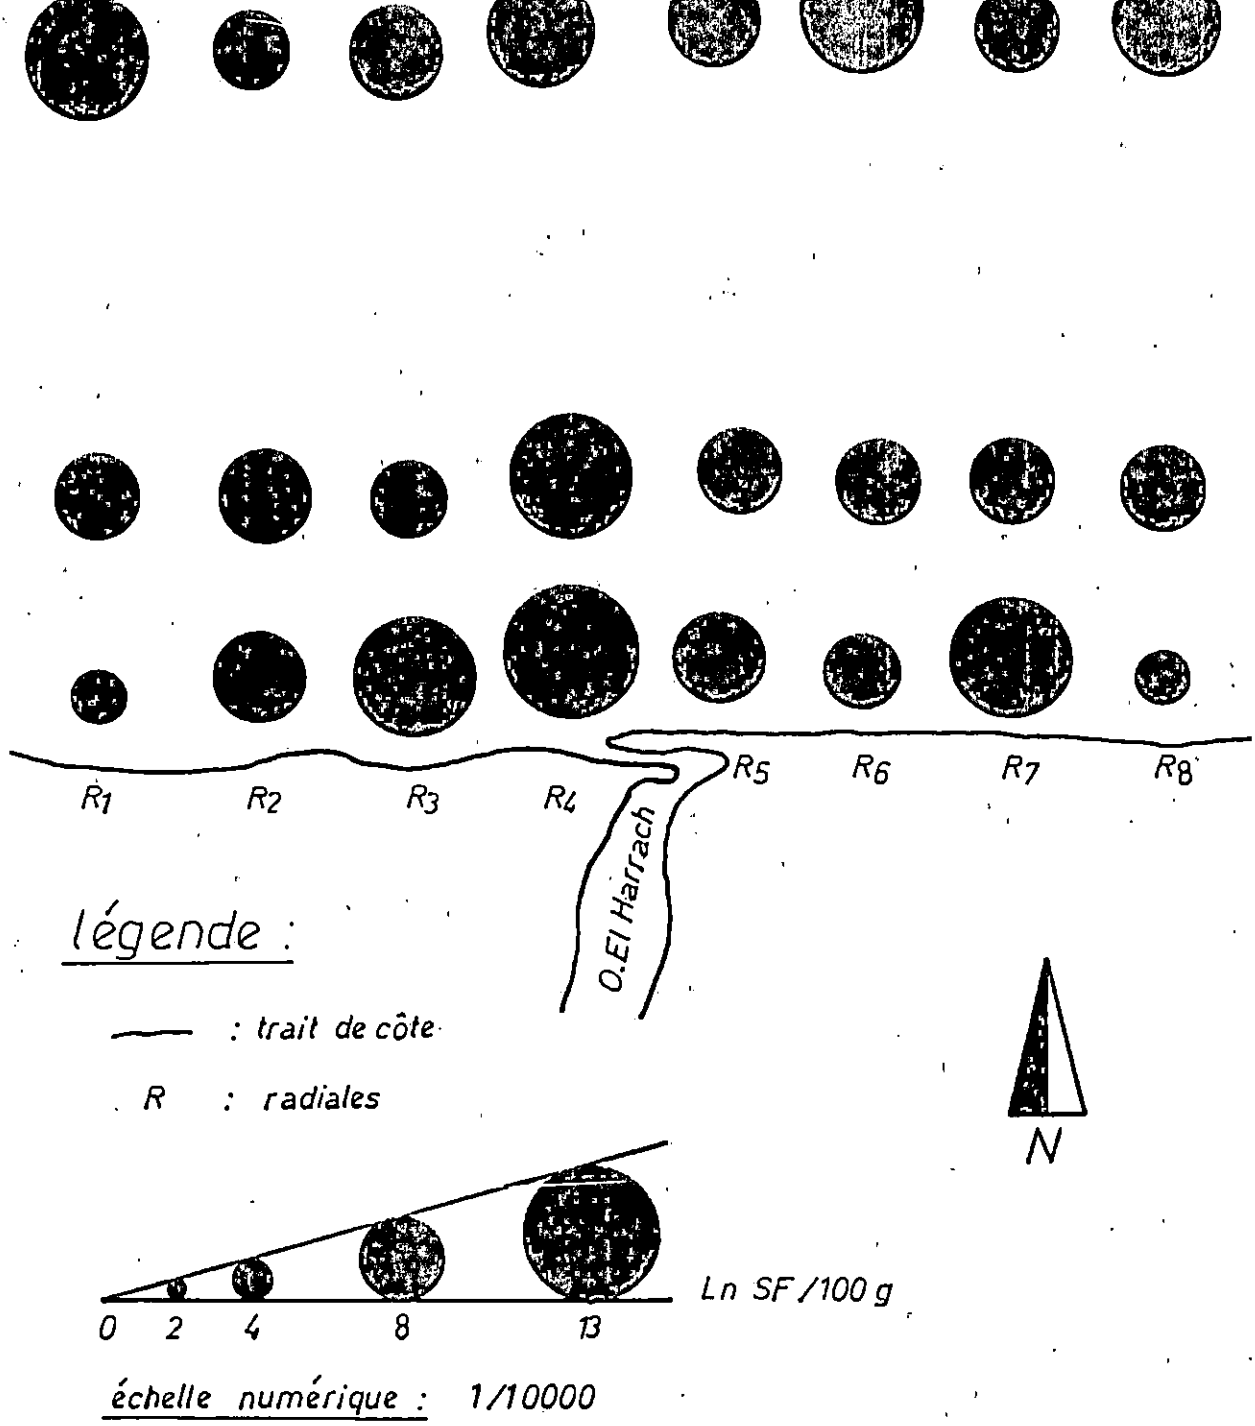 R1 R2 R3 R4 R5 R6 R7 R8
O.El Harrach
légende :
: trait de côte
R : radiales
N
Ln SF/100 g
0 2 4 8 13
échelle numérique : 1/10000